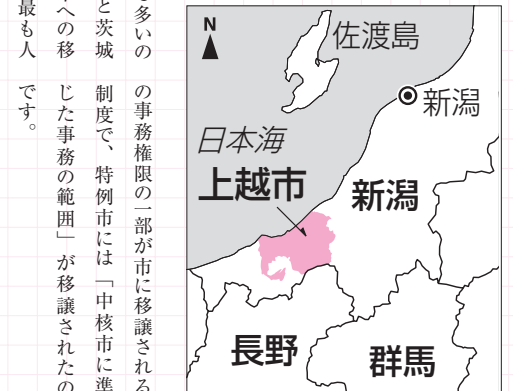 の事務権限の一部が市に移譲される
制度で、特例市には「中核市に準
じた事務の範囲」が移譲されたの
です。
多いの
と茨城
への移
最も人
N
佐渡島
新潟
日本海
上越市
新潟
長野
群馬